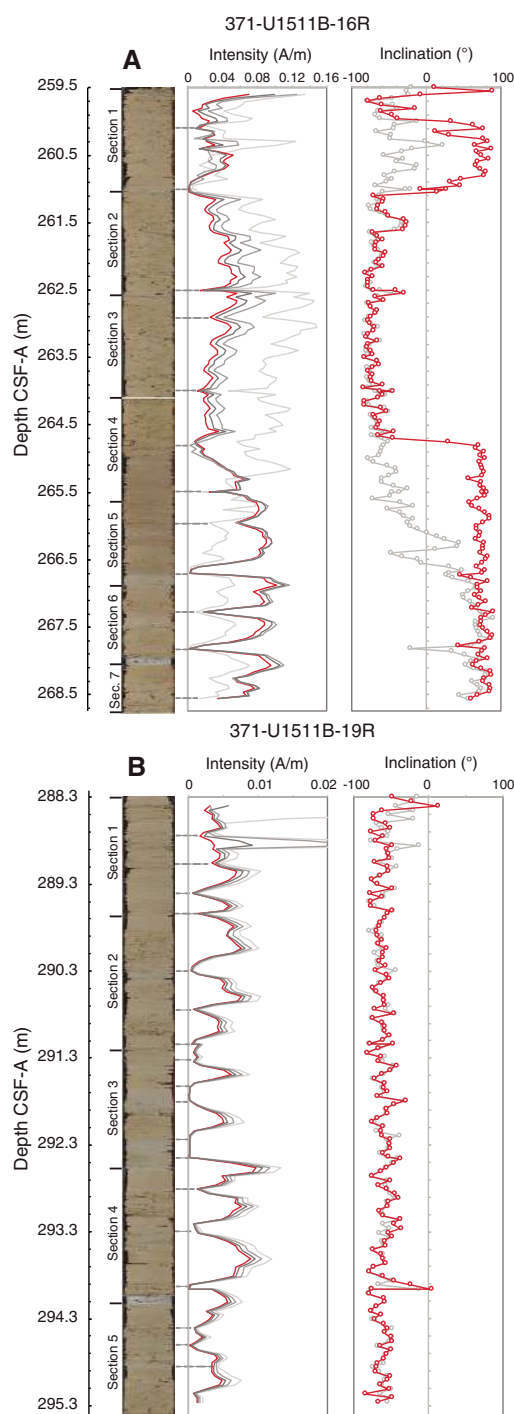 371-U1511B-16R
A
Intensity (A/m)
Inclination (°)
0 0.04 0.08 0.12 0.16
-100 0 100
Depth CSF-A (m)
259.5
260.5
261.5
262.5
263.5
264.5
265.5
266.5
267.5
268.5
Section 1
Section 2
Section 3
Section 4
Section 5
Section 6
Sec. 7
371-U1511B-19R
B
Intensity (A/m)
Inclination (°)
0 0.01 0.02
-100 0 100
Depth CSF-A (m)
288.3
289.3
290.3
291.3
292.3
293.3
294.3
295.3
Section 1
Section 2
Section 3
Section 4
Section 5